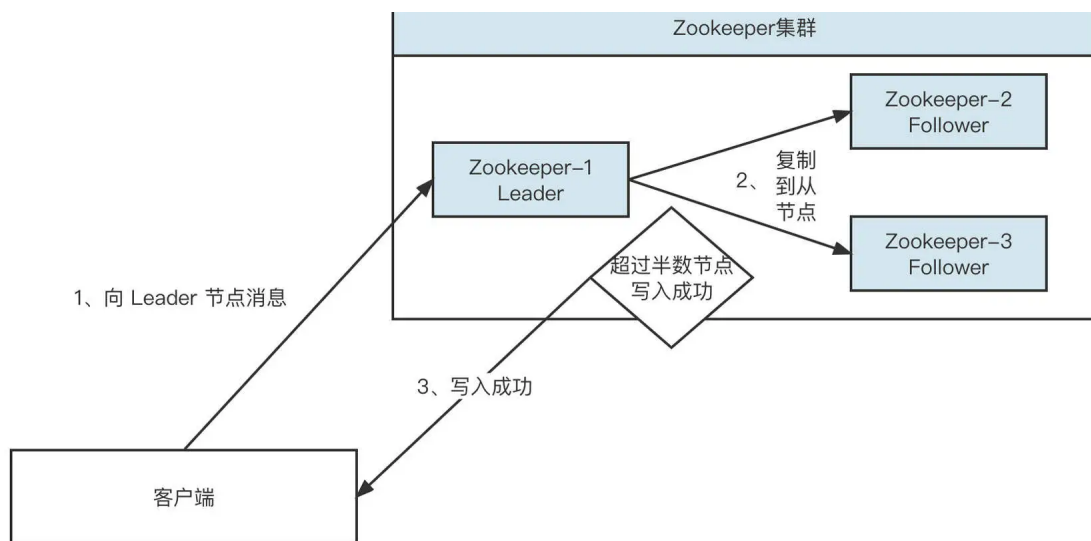 Zookeeper集群
Zookeeper-2
Follower
Zookeeper-1
Leader
2、
复制
到从
节点
Zookeeper-3
Follower
超过半数节点
写入成功
1、向 Leader 节点消息
3、写入成功
客户端